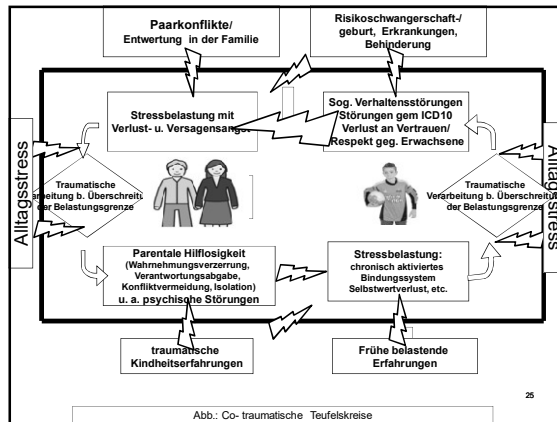 Paarkonflikte/
Entwertung in der Familie
Risikoschwangerschaft-/
geburt, Erkrankungen,
Behinderung
Stressbelastung mit
Verlust- u. Versagensangst
Sog. Verhaltensstörungen
Störungen gem ICD10
Verlust an Vertrauen/
Respekt geg. Erwachsene
Alltagsstress
Traumatische
arbeitung b. Überschreit
der Belastungsgrenze
Traumatische
Verarbeitung b. Überschreitu
der Belastungsgrenze
Alltagsstress
Parentale Hilflosigkeit
(Wahrnehmungsverzerrung,
Verantwortungsabgabe,
Konfliktvermeidung, Isolation)
u. a. psychische Störungen
Stressbelastung:
chronisch aktiviertes
Bindungssystem
Selbstwertverlust, etc.
traumatische
Kindheitserfahrungen
Frühe belastende
Erfahrungen
25
Abb.: Co- traumatische Teufelskreise